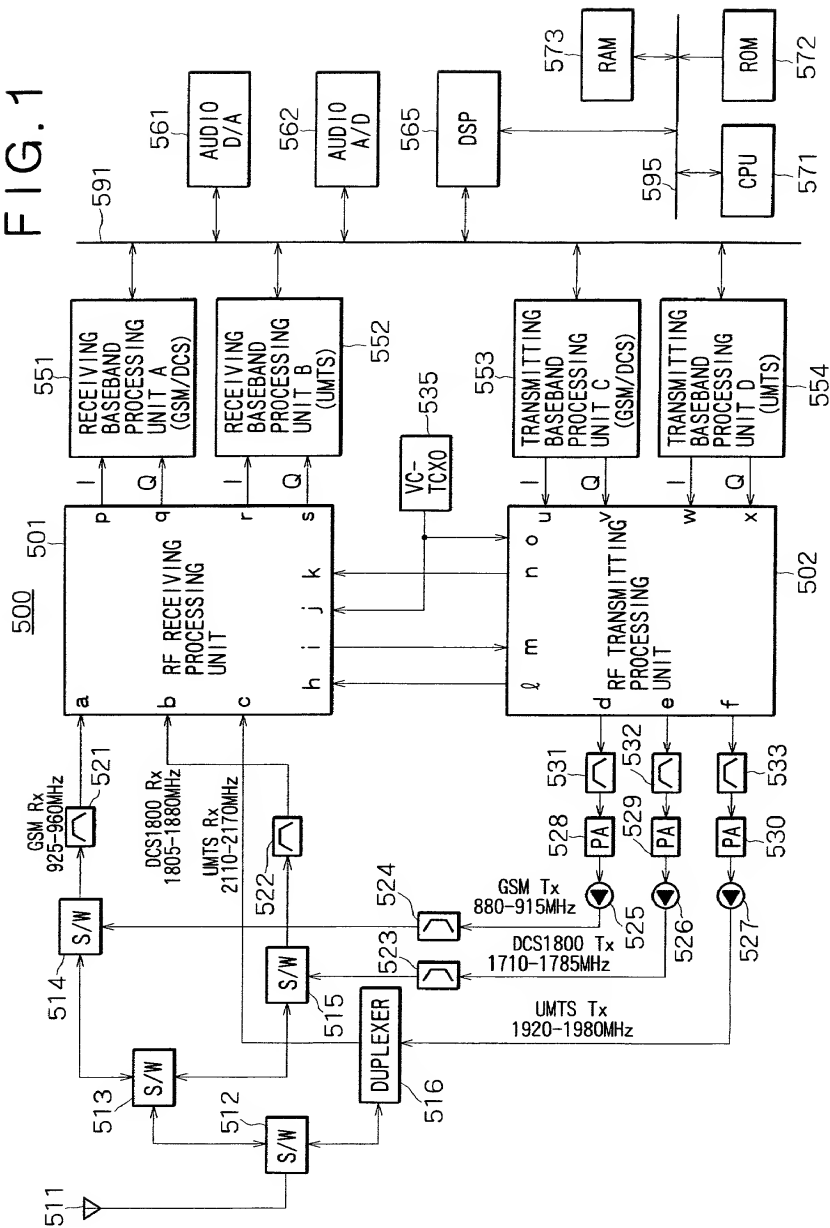 FIG. 1
500
511
S/W
512
S/W
513
S/W
514
S/W
515
DUPLEXER
516
GSM Rx
925-960MHz
521
DCS1800 Rx
1805-1880MHz
UMTS Rx
2110-2170MHz
522
523
524
GSM Tx
880-915MHz
DCS1800 Tx
1710-1785MHz
UMTS Tx
1920-1980MHz
525
526
527
PA
528
PA
529
PA
530
531
532
533
501
RF RECEIVING
PROCESSING
UNIT
a
b
c
h
i
j
k
p
q
r
s
502
RF TRANSMITTING
PROCESSING
UNIT
d
e
f
ℓ
m
n
o
u
v
w
x
VC-
TCXO
535
I
Q
I
Q
I
Q
I
Q
551
RECEIVING
BASEBAND
PROCESSING
UNIT A
(GSM/DCS)
552
RECEIVING
BASEBAND
PROCESSING
UNIT B
(UMTS)
553
TRANSMITTING
BASEBAND
PROCESSING
UNIT C
(GSM/DCS)
554
TRANSMITTING
BASEBAND
PROCESSING
UNIT D
(UMTS)
591
561
AUDIO
D/A
562
AUDIO
A/D
565
DSP
595
573
RAM
ROM
572
CPU
571